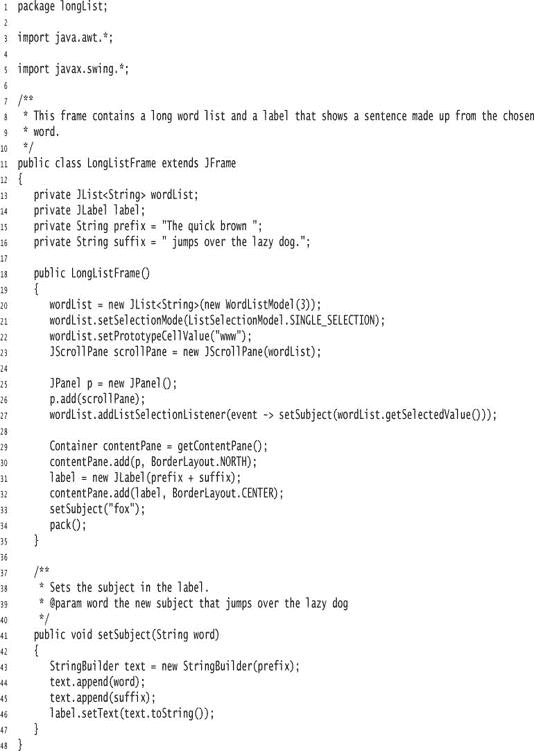 1 package longList;
2
3 import java.awt.*;
4
5 import javax.swing.*;
6
7 /**
8  * This frame contains a long word list and a label that shows a sentence made up from the chosen
9  * word.
10  */
11 public class LongListFrame extends JFrame
12 {
13    private JList<String> wordList;
14    private JLabel label;
15    private String prefix = "The quick brown ";
16    private String suffix = " jumps over the lazy dog.";
17
18    public LongListFrame()
19    {
20       wordList = new JList<String>(new WordListModel(3));
21       wordList.setSelectionMode(ListSelectionModel.SINGLE_SELECTION);
22       wordList.setPrototypeCellValue("www");
23       JScrollPane scrollPane = new JScrollPane(wordList);
24
25       JPanel p = new JPanel();
26       p.add(scrollPane);
27       wordList.addListSelectionListener(event -> setSubject(wordList.getSelectedValue()));
28
29       Container contentPane = getContentPane();
30       contentPane.add(p, BorderLayout.NORTH);
31       label = new JLabel(prefix + suffix);
32       contentPane.add(label, BorderLayout.CENTER);
33       setSubject("fox");
34       pack();
35    }
36
37    /**
38     * Sets the subject in the label.
39     * @param word the new subject that jumps over the lazy dog
40     */
41    public void setSubject(String word)
42    {
43       StringBuilder text = new StringBuilder(prefix);
44       text.append(word);
45       text.append(suffix);
46       label.setText(text.toString());
47    }
48 }